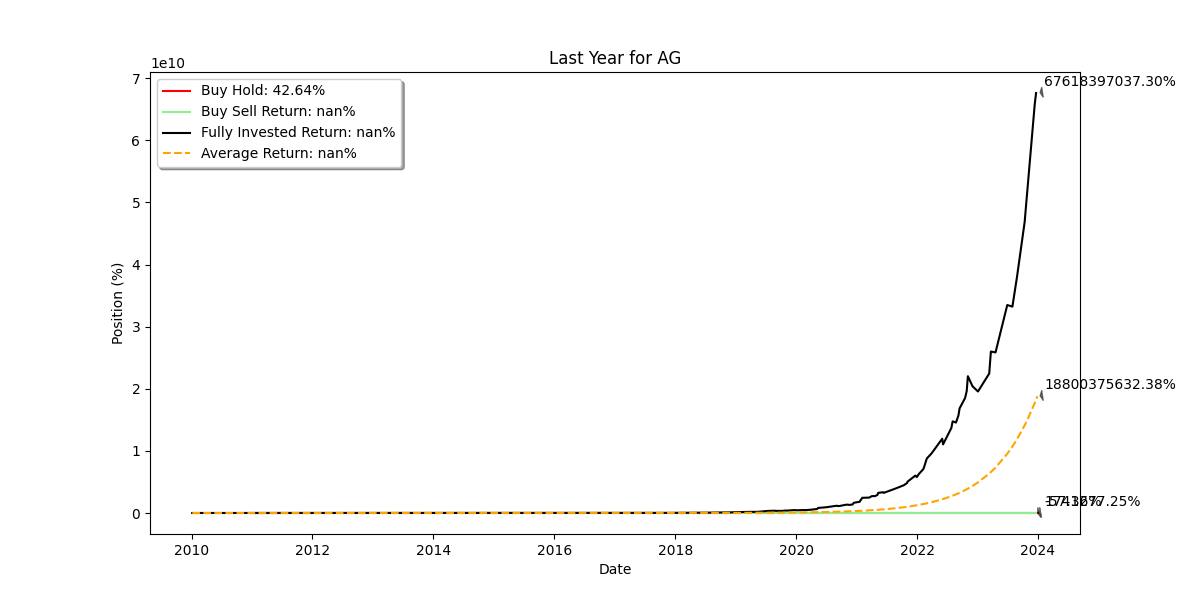 Last Year for AG
1e10
7
6
5
4
3
2
1
0
Position (%)
Buy Hold: 42.64%
Buy Sell Return: nan%
Fully Invested Return: nan%
Average Return: nan%
67618397037.30%
18800375632.38%
2010
2012
2014
2016
2018
2020
2022
2024
Date